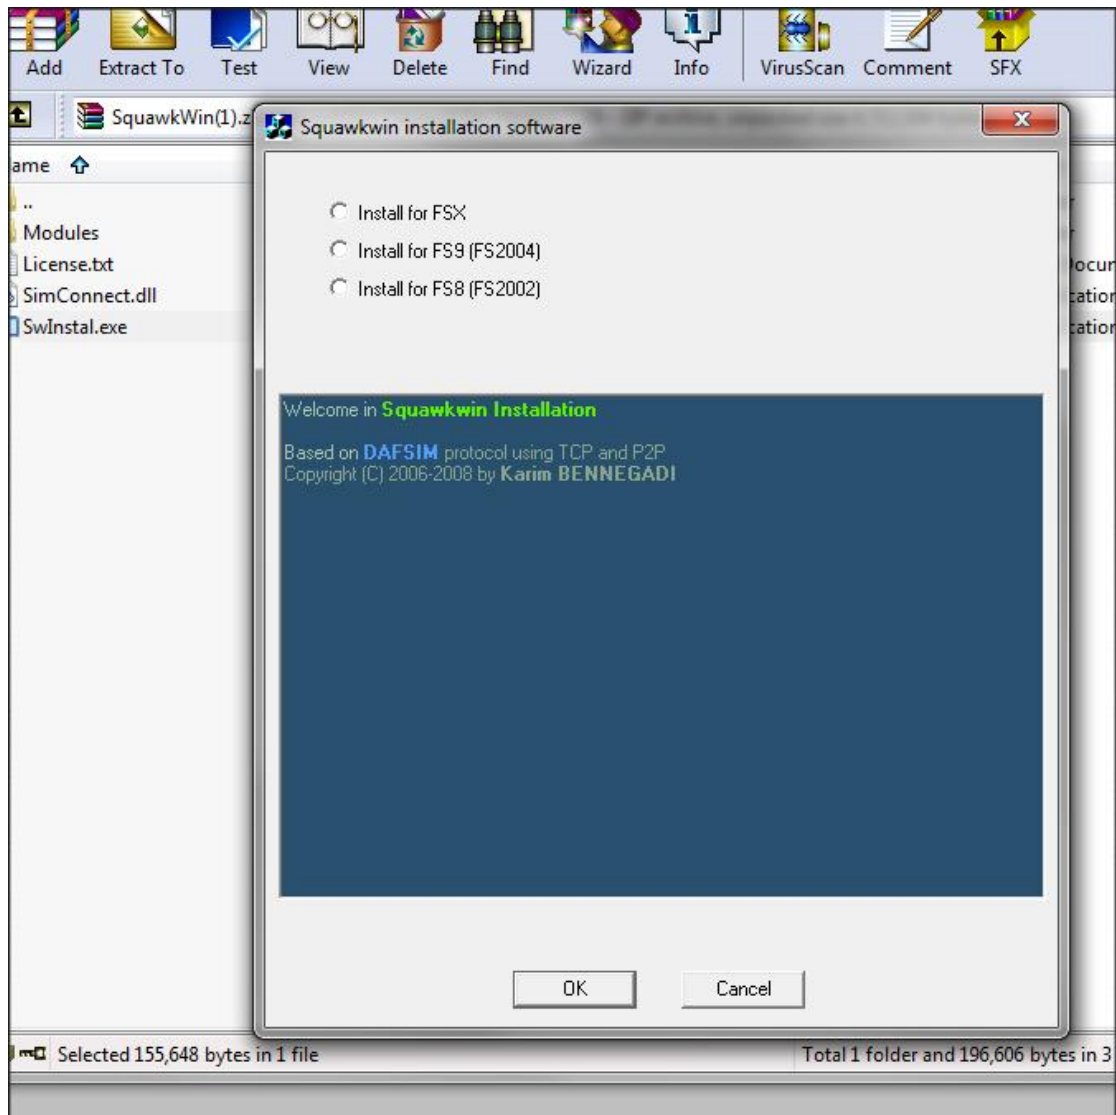 Add Extract To Test View Delete Find Wizard Info VirusScan Comment SFX
SquawkWin(1).z
Squawkwin installation software
X
ame
..
Modules
License.txt
SimConnect.dll
SwInstal.exe
Install for FSX
Install for FS9 (FS2004)
Install for FS8 (FS2002)
ocur
cation
cation
Welcome in Squawkwin Installation
Based on DAFSIM protocol using TCP and P2P
Copyright (C) 2006-2008 by Karim BENNEGADI
OK Cancel
Selected 155,648 bytes in 1 file
Total 1 folder and 196,606 bytes in 3